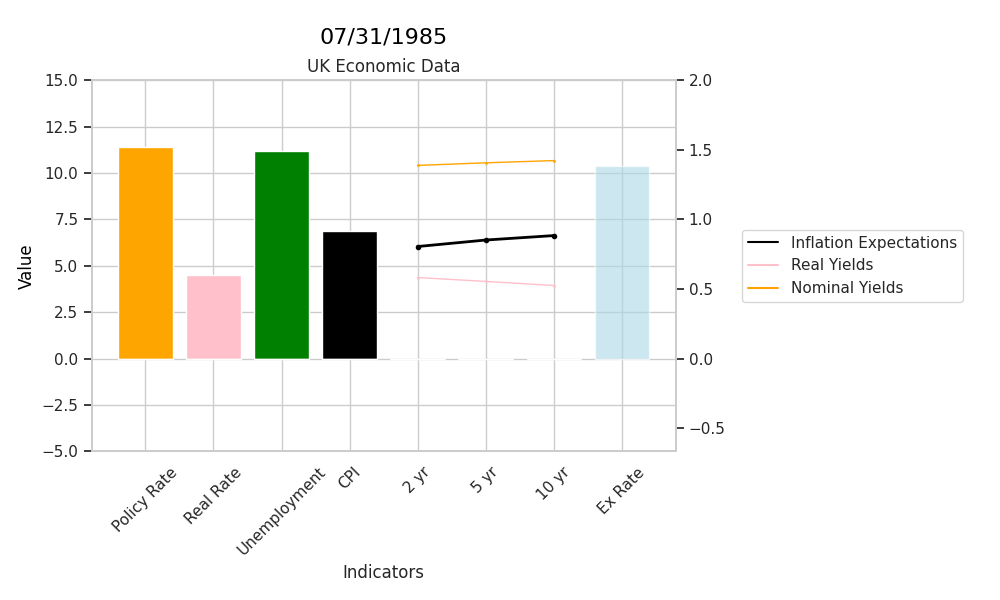 07/31/1985
UK Economic Data
15.0
12.5
10.0
7.5
5.0
2.5
0.0
−2.5
−5.0
Value
2.0
1.5
1.0
0.5
0.0
−0.5
Policy Rate
Real Rate
Unemployment
CPI
2 yr
5 yr
10 yr
Ex Rate
Indicators
Inflation Expectations
Real Yields
Nominal Yields